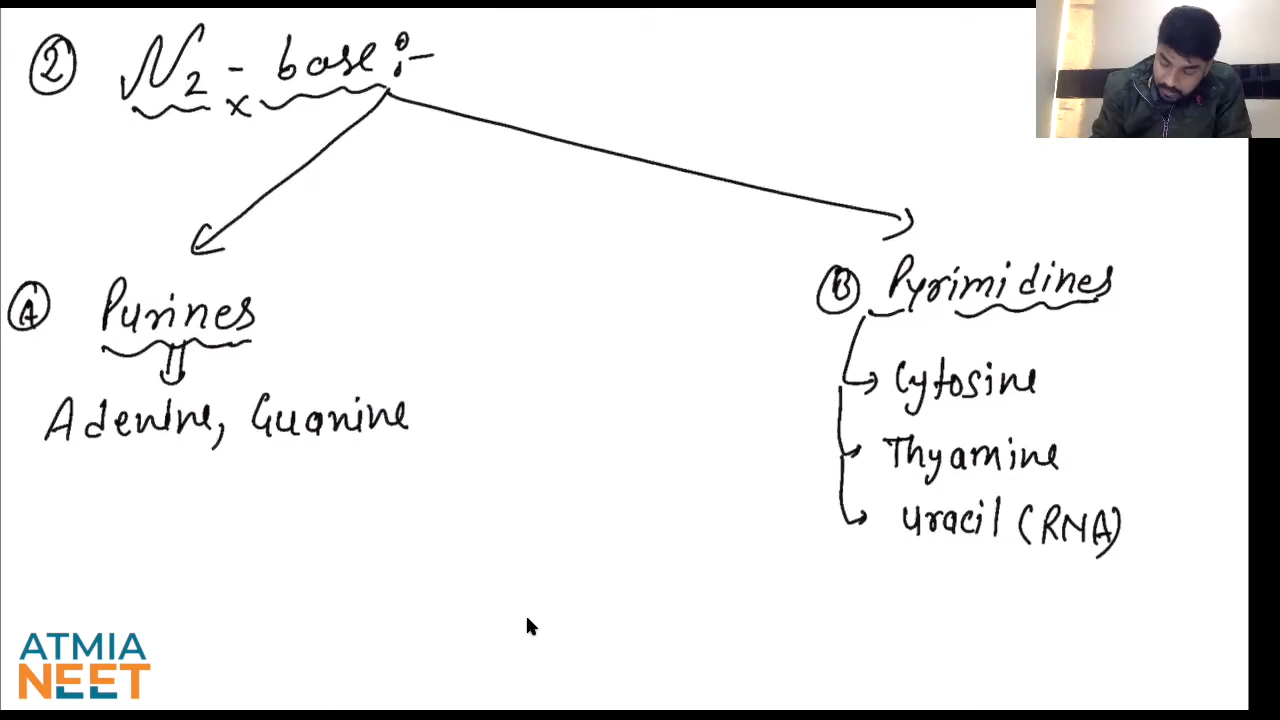 ② N₂ - base :-
Ⓐ Purines
Adenine, Guanine
Ⓑ Pyrimidines
Cytosine
Thyamine
Uracil (RNA)
ATMIA
NEET